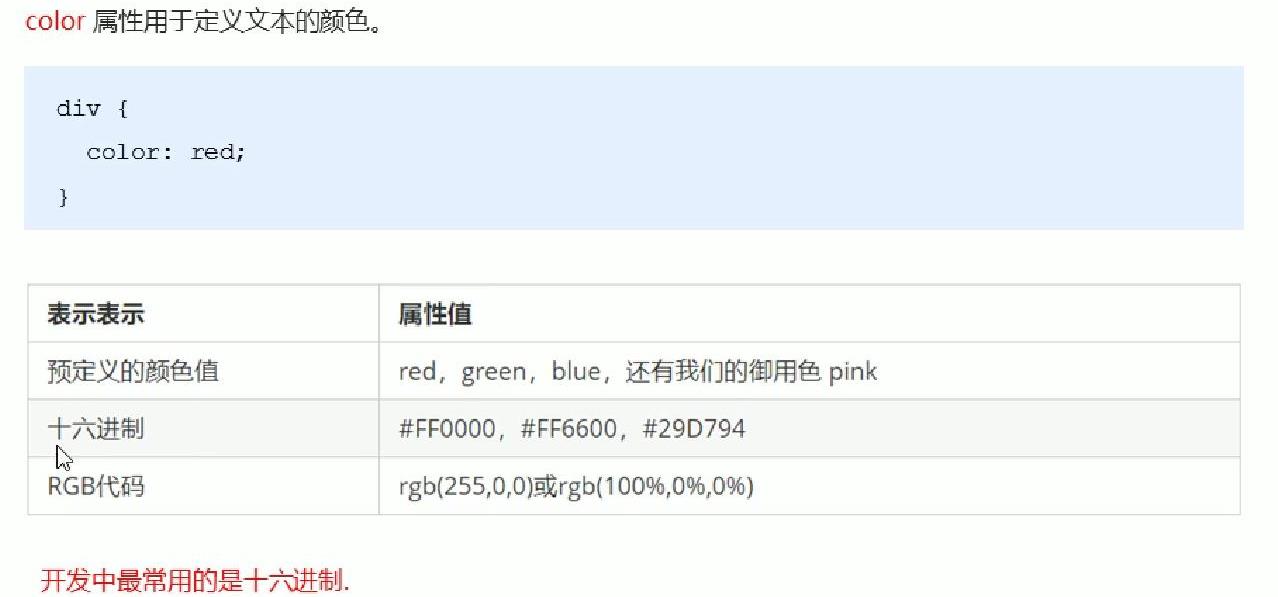 color 属性用于定义文本的颜色。
div {
  color: red;
}
表示表示 属性值
预定义的颜色值 red，green，blue，还有我们的御用色 pink
十六进制 #FF0000，#FF6600，#29D794
RGB代码 rgb(255,0,0)或rgb(100%,0%,0%)
开发中最常用的是十六进制.